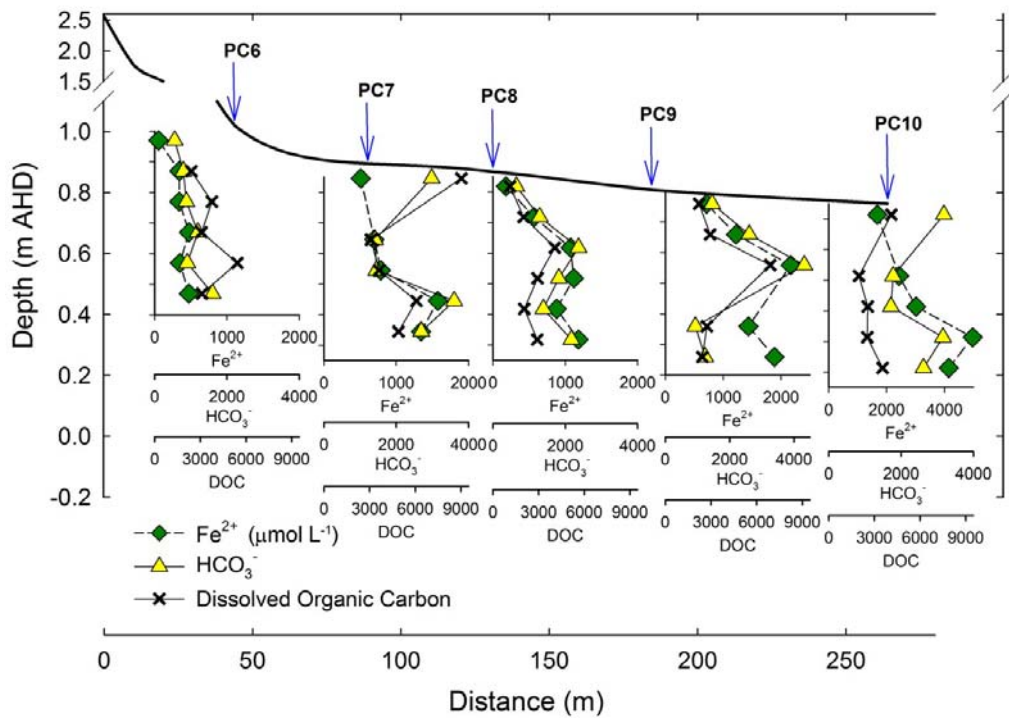 2.5
2.0
1.5
1.0
0.8
0.6
0.4
0.2
0.0
-0.2
Depth (m AHD)
PC6
PC7
PC8
PC9
PC10
0 1000 2000
Fe²⁺
0 2000 4000
HCO₃⁻
0 3000 6000 9000
DOC
0 1000 2000
Fe²⁺
0 2000 4000
HCO₃⁻
0 3000 6000 9000
DOC
0 1000 2000
Fe²⁺
0 2000 4000
HCO₃⁻
0 3000 6000 9000
DOC
0 1000 2000
Fe²⁺
0 2000 4000
HCO₃⁻
0 3000 6000 9000
DOC
0 2000 4000
Fe²⁺
0 2000 4000
HCO₃⁻
0 3000 6000 9000
DOC
Fe²⁺ (μmol L⁻¹)
HCO₃⁻
Dissolved Organic Carbon
0 50 100 150 200 250
Distance (m)